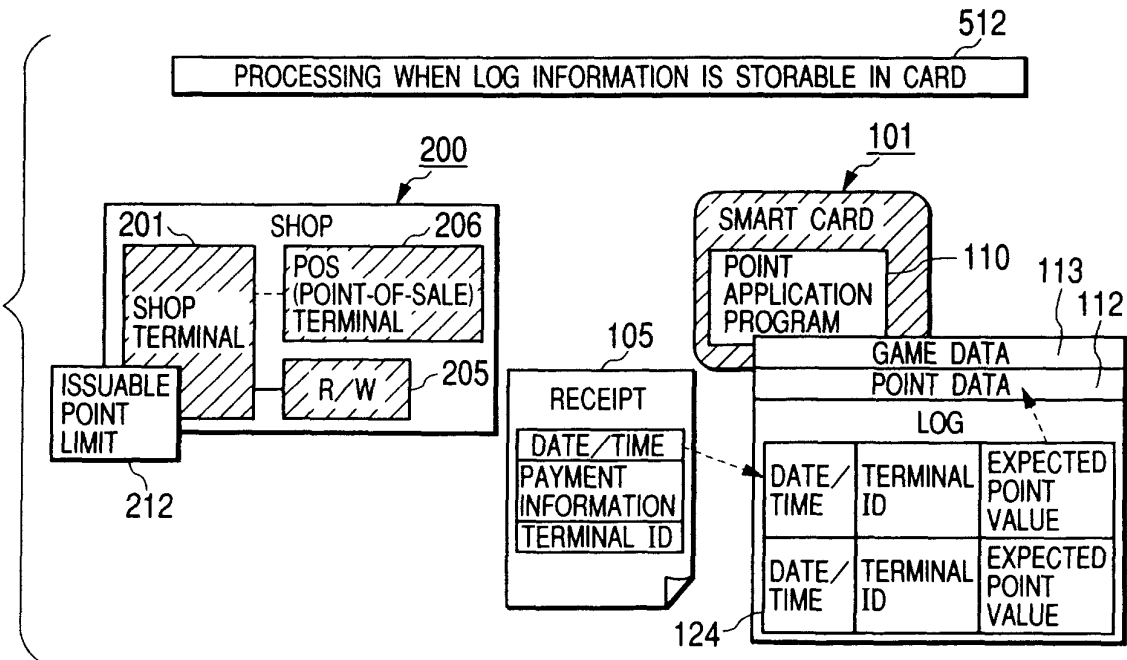 512
PROCESSING WHEN LOG INFORMATION IS STORABLE IN CARD
200
201
SHOP
206
SHOP
TERMINAL
POS
(POINT-OF-SALE)
TERMINAL
R/W
205
ISSUABLE
POINT
LIMIT
212
101
SMART CARD
POINT
APPLICATION
PROGRAM
110
113
112
GAME DATA
POINT DATA
LOG
DATE/
TIME
TERMINAL
ID
EXPECTED
POINT
VALUE
DATE/
TIME
TERMINAL
ID
EXPECTED
POINT
VALUE
124
105
RECEIPT
DATE/TIME
PAYMENT
INFORMATION
TERMINAL ID